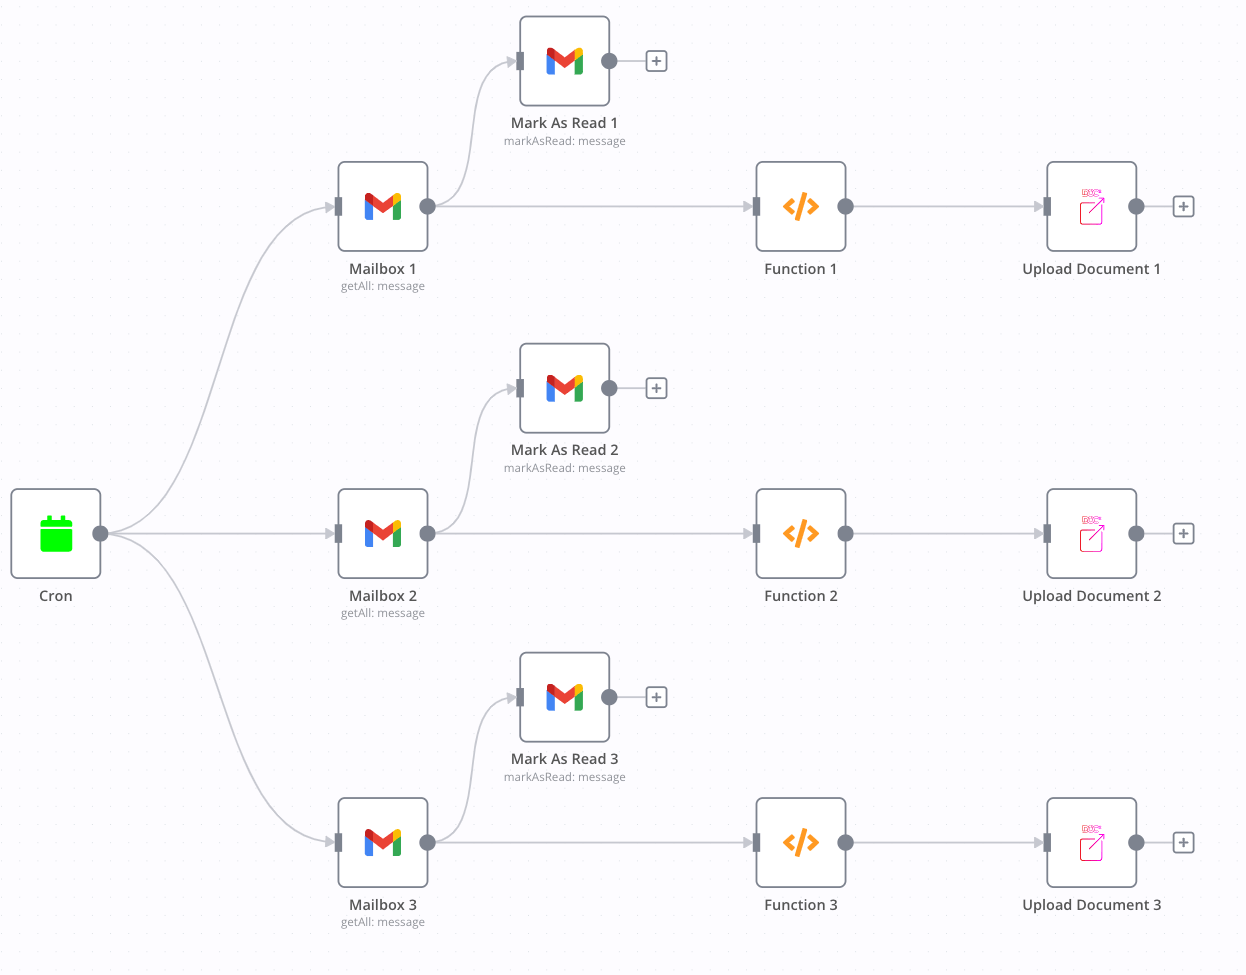 Mark As Read 1
markAsRead: message
Mailbox 1
getAll: message
Function 1
Upload Document 1
Mark As Read 2
markAsRead: message
Cron
Mailbox 2
getAll: message
Function 2
Upload Document 2
Mark As Read 3
markAsRead: message
Mailbox 3
getAll: message
Function 3
Upload Document 3